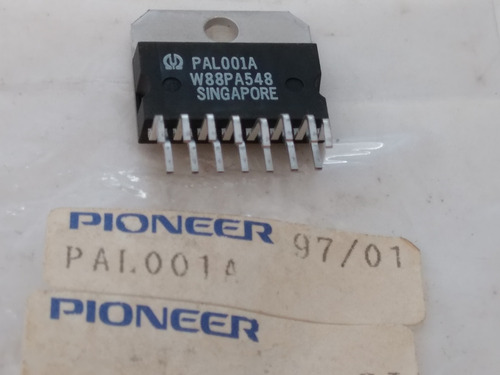 PAL001A
W88PA548
SINGAPORE
PIONEER 97/01
PAL001A
PIONEER